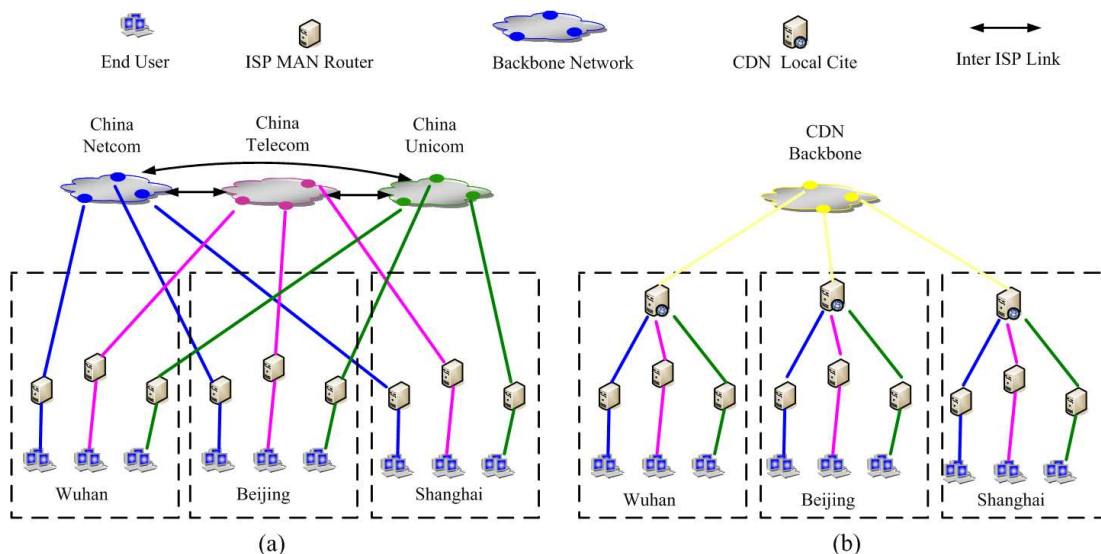 End User
ISP MAN Router
Backbone Network
CDN Local Cite
Inter ISP Link
China
Netcom
China
Telecom
China
Unicom
CDN
Backbone
Wuhan
Beijing
Shanghai
Wuhan
Beijing
Shanghai
(a)
(b)